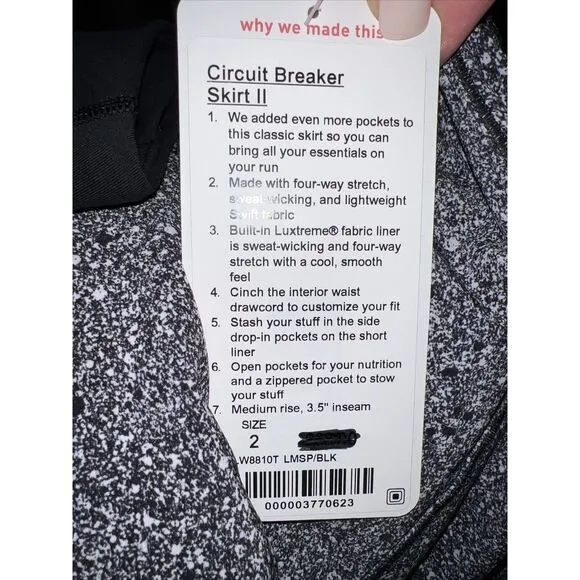 why we made this
Circuit Breaker
Skirt II
1. We added even more pockets to
this classic skirt so you can
bring all your essentials on
your run
2. Made with four-way stretch,
sweat-wicking, and lightweight
Swift fabric
3. Built-in Luxtreme® fabric liner
is sweat-wicking and four-way
stretch with a cool, smooth
feel
4. Cinch the interior waist
drawcord to customize your fit
5. Stash your stuff in the side
drop-in pockets on the short
liner
6. Open pockets for your nutrition
and a zippered pocket to stow
your stuff
7. Medium rise, 3.5" inseam
SIZE
2
W8810T LMSP/BLK
000003770623